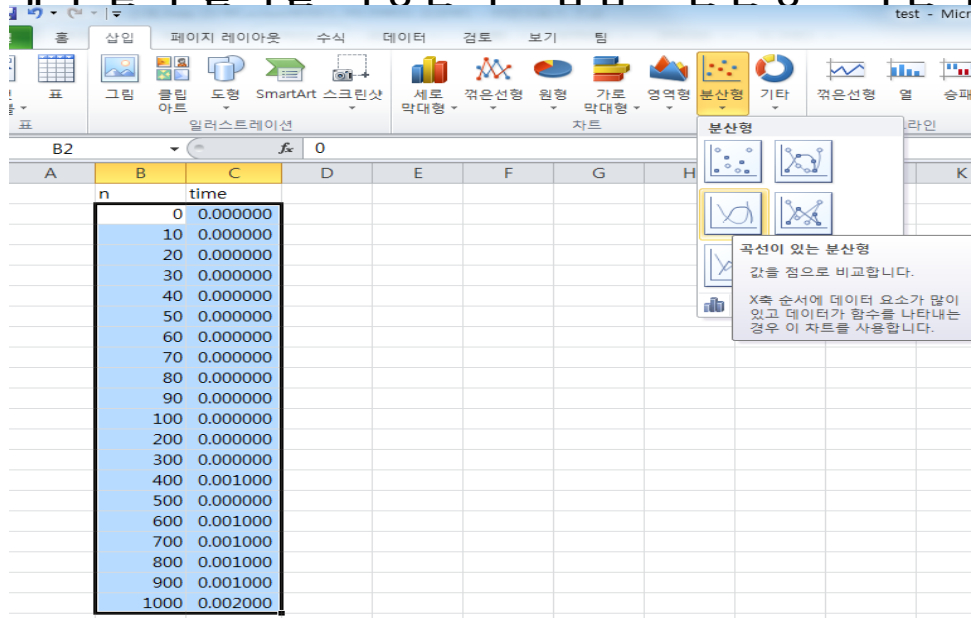 test - Micr
홈 삽입 페이지 레이아웃 수식 데이터 검토 보기 팀
표 그림 클립 아트 도형 SmartArt 스크린샷 세로 막대형 꺾은선형 원형 가로 막대형 영역형 분산형 기타 꺾은선형 열 승패
표 일러스트레이션 차트 라인
B2 fx 0
분산형
A B C D E F G H K
n time
0 0.000000
10 0.000000
20 0.000000
30 0.000000
40 0.000000
50 0.000000
60 0.000000
70 0.000000
80 0.000000
90 0.000000
100 0.000000
200 0.000000
300 0.000000
400 0.001000
500 0.000000
600 0.001000
700 0.001000
800 0.001000
900 0.001000
1000 0.002000
곡선이 있는 분산형
값을 점으로 비교합니다.
X축 순서에 데이터 요소가 많이
있고 데이터가 함수를 나타내는
경우 이 차트를 사용합니다.